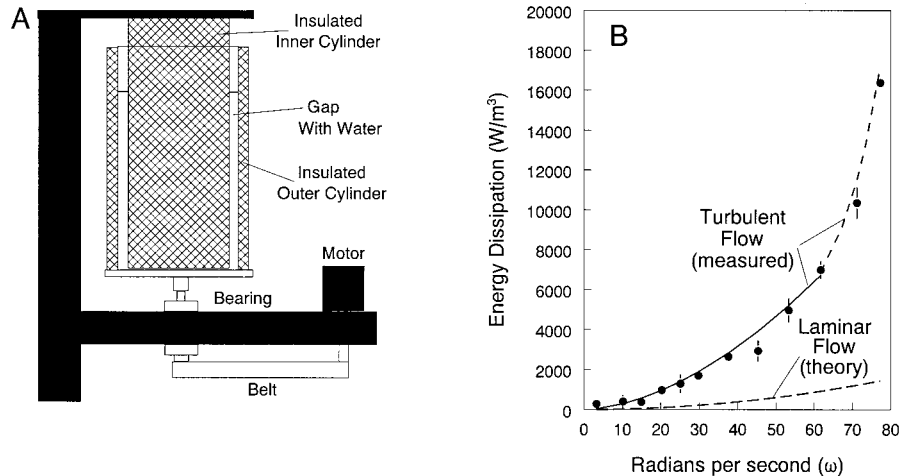 A
Insulated
Inner Cylinder
Gap
With Water
Insulated
Outer Cylinder
Motor
Bearing
Belt
B
Energy Dissipation (W/m³)
20000
18000
16000
14000
12000
10000
8000
6000
4000
2000
0
Turbulent
Flow
(measured)
Laminar
Flow
(theory)
0 10 20 30 40 50 60 70 80
Radians per second (ω)